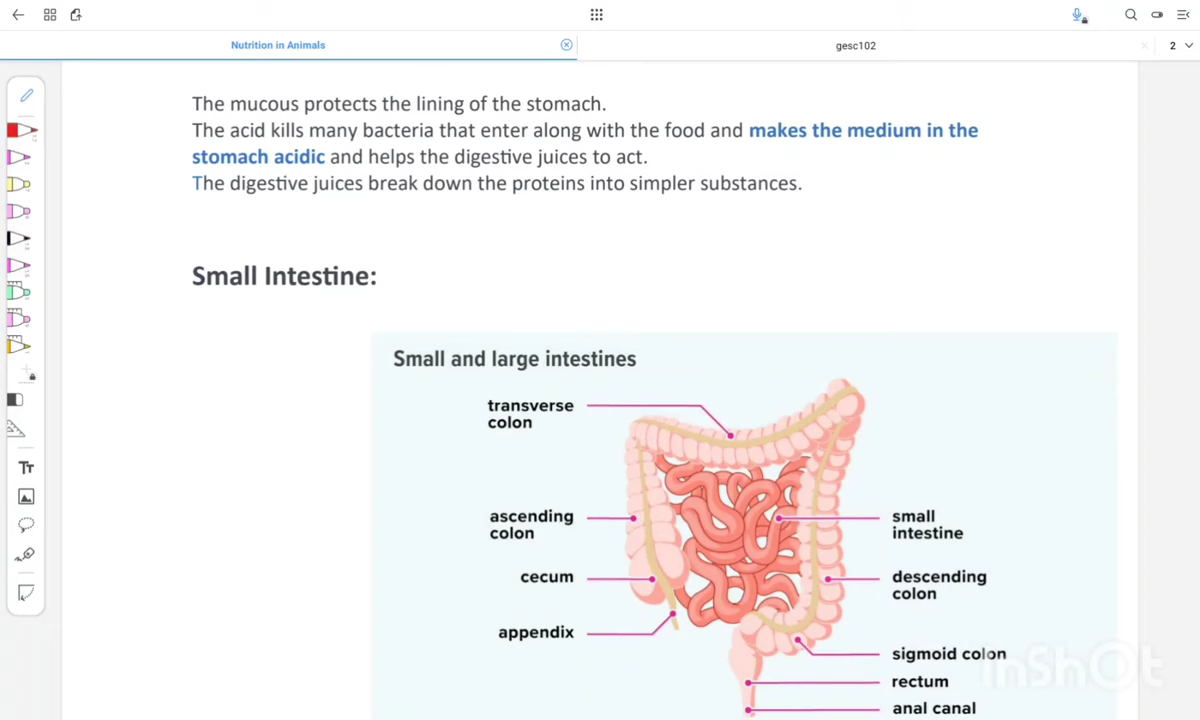 Nutrition in Animals
gesc102
2
The mucous protects the lining of the stomach.
The acid kills many bacteria that enter along with the food and makes the medium in the
stomach acidic and helps the digestive juices to act.
The digestive juices break down the proteins into simpler substances.
Small Intestine:
Small and large intestines
transverse
colon
ascending
colon
cecum
appendix
small
intestine
descending
colon
sigmoid colon
rectum
anal canal
Tт
InShOt